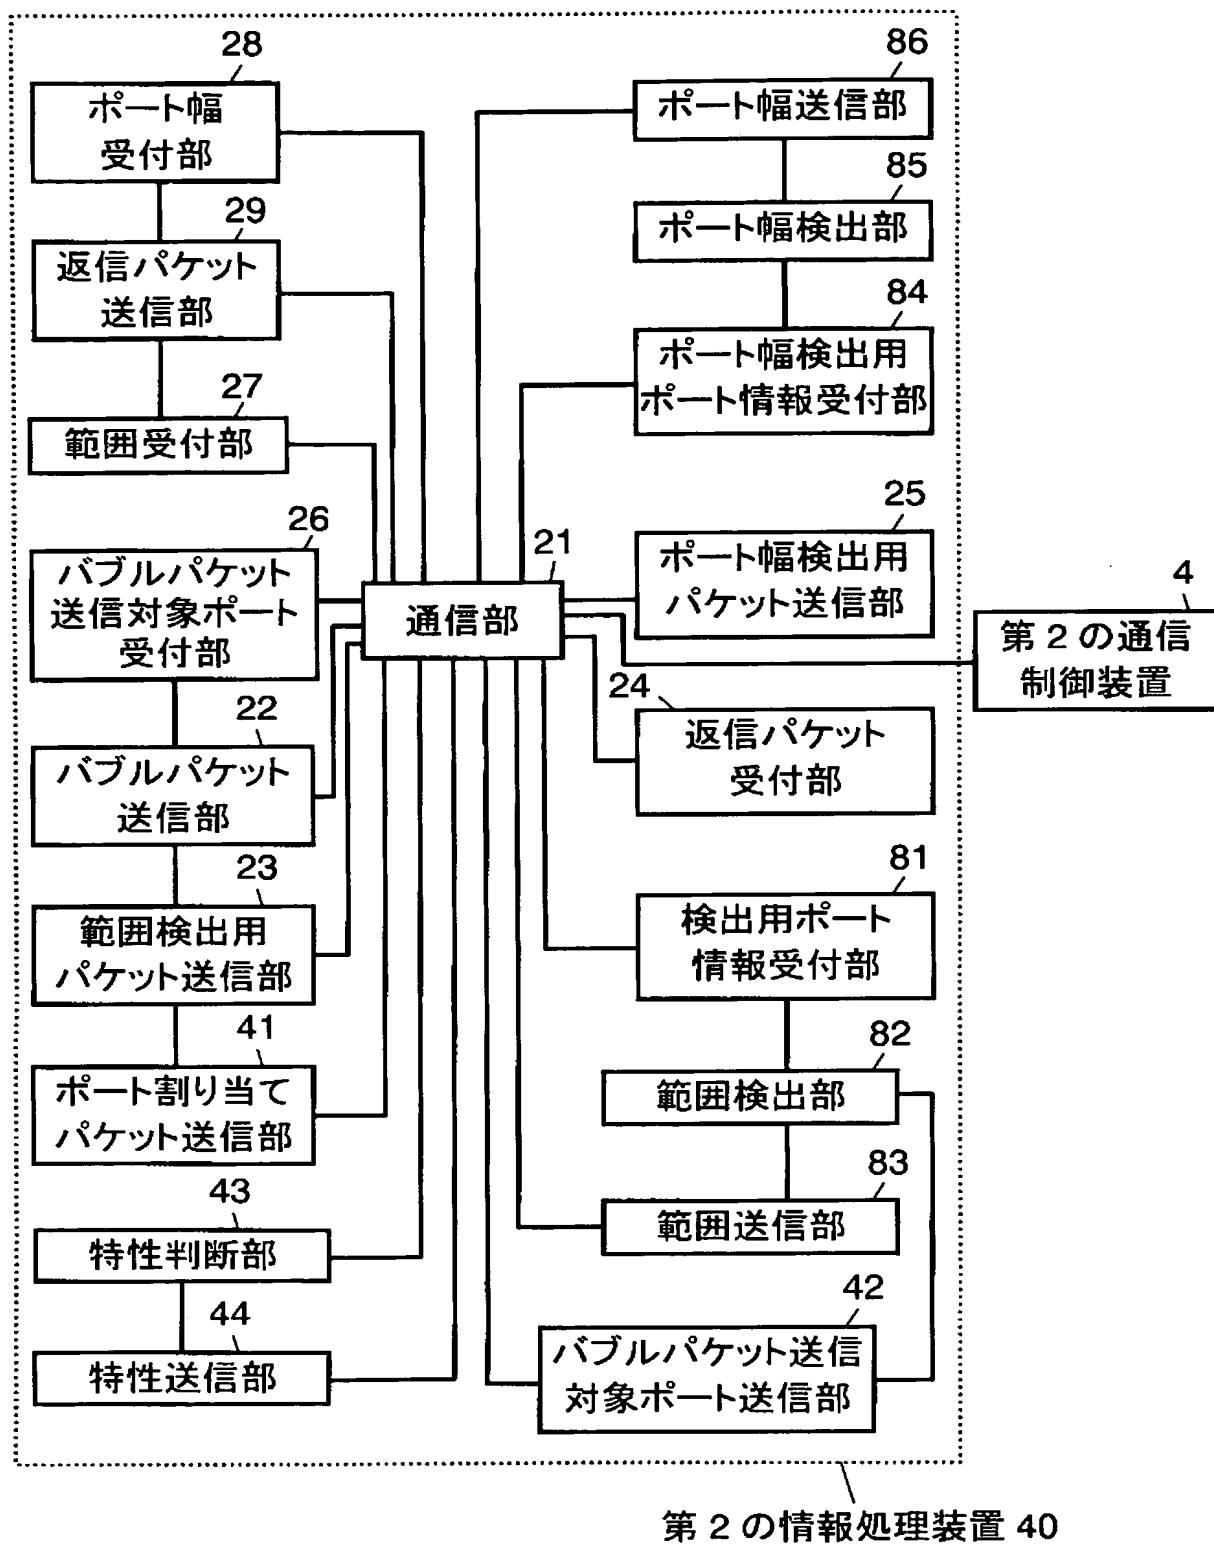 28
ポート幅
受付部
29
返信パケット
送信部
27
範囲受付部
26
バブルパケット
送信対象ポート
受付部
22
バブルパケット
送信部
23
範囲検出用
パケット送信部
41
ポート割り当て
パケット送信部
43
特性判断部
44
特性送信部
21
通信部
86
ポート幅送信部
85
ポート幅検出部
84
ポート幅検出用
ポート情報受付部
25
ポート幅検出用
パケット送信部
24
返信パケット
受付部
81
検出用ポート
情報受付部
82
範囲検出部
83
範囲送信部
42
バブルパケット送信
対象ポート送信部
4
第2の通信
制御装置
第2の情報処理装置 40